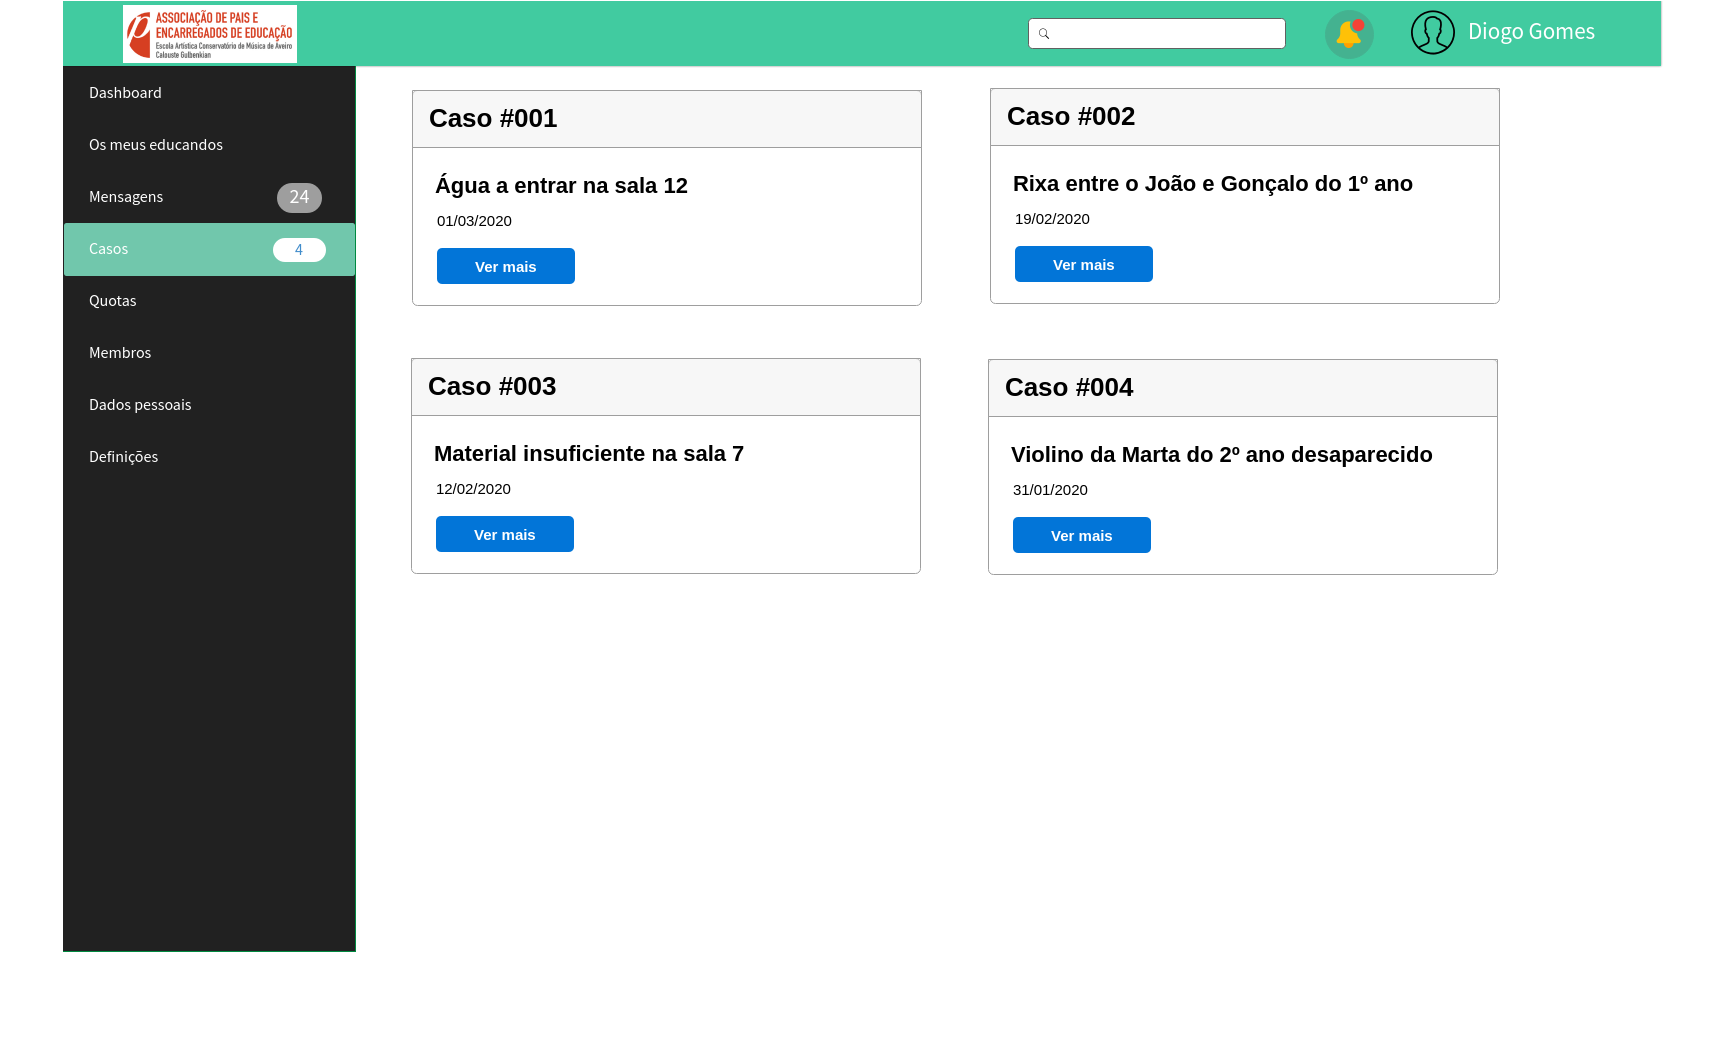 ASSOCIAÇÃO DE PAIS E
ENCARREGADOS DE EDUCAÇÃO
Escola Artística Conservatório de Música de Aveiro
Calouste Gulbenkian
Diogo Gomes
Dashboard
Os meus educandos
Mensagens 24
Casos 4
Quotas
Membros
Dados pessoais
Definições
Caso #001
Água a entrar na sala 12
01/03/2020
Ver mais
Caso #002
Rixa entre o João e Gonçalo do 1º ano
19/02/2020
Ver mais
Caso #003
Material insuficiente na sala 7
12/02/2020
Ver mais
Caso #004
Violino da Marta do 2º ano desaparecido
31/01/2020
Ver mais